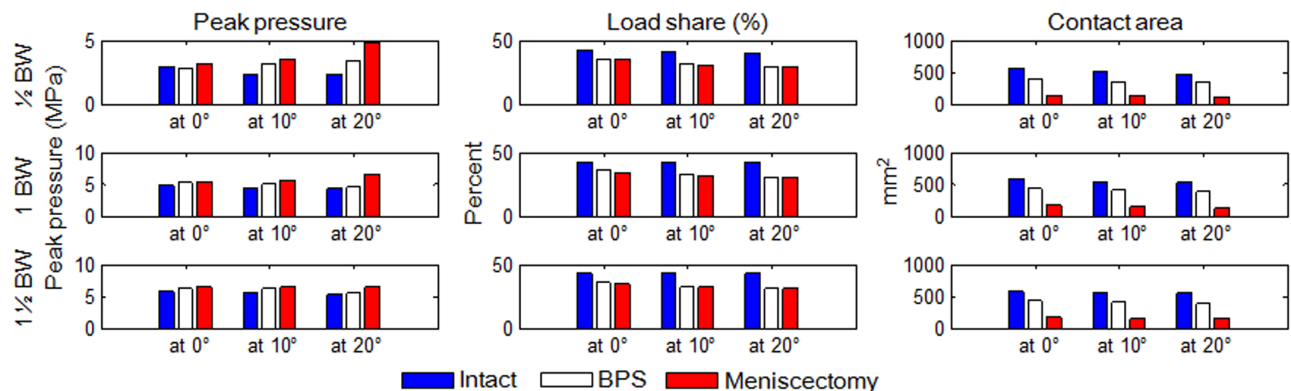 Peak pressure Load share (%) Contact area
½ BW
5
0
at 0° at 10° at 20°
50
0
at 0° at 10° at 20°
1000
500
0
at 0° at 10° at 20°
Peak pressure (MPa)
Percent
mm²
1 BW
10
5
0
at 0° at 10° at 20°
50
0
at 0° at 10° at 20°
1000
500
0
at 0° at 10° at 20°
1½ BW
10
5
0
at 0° at 10° at 20°
50
0
at 0° at 10° at 20°
1000
500
0
at 0° at 10° at 20°
Intact BPS Meniscectomy